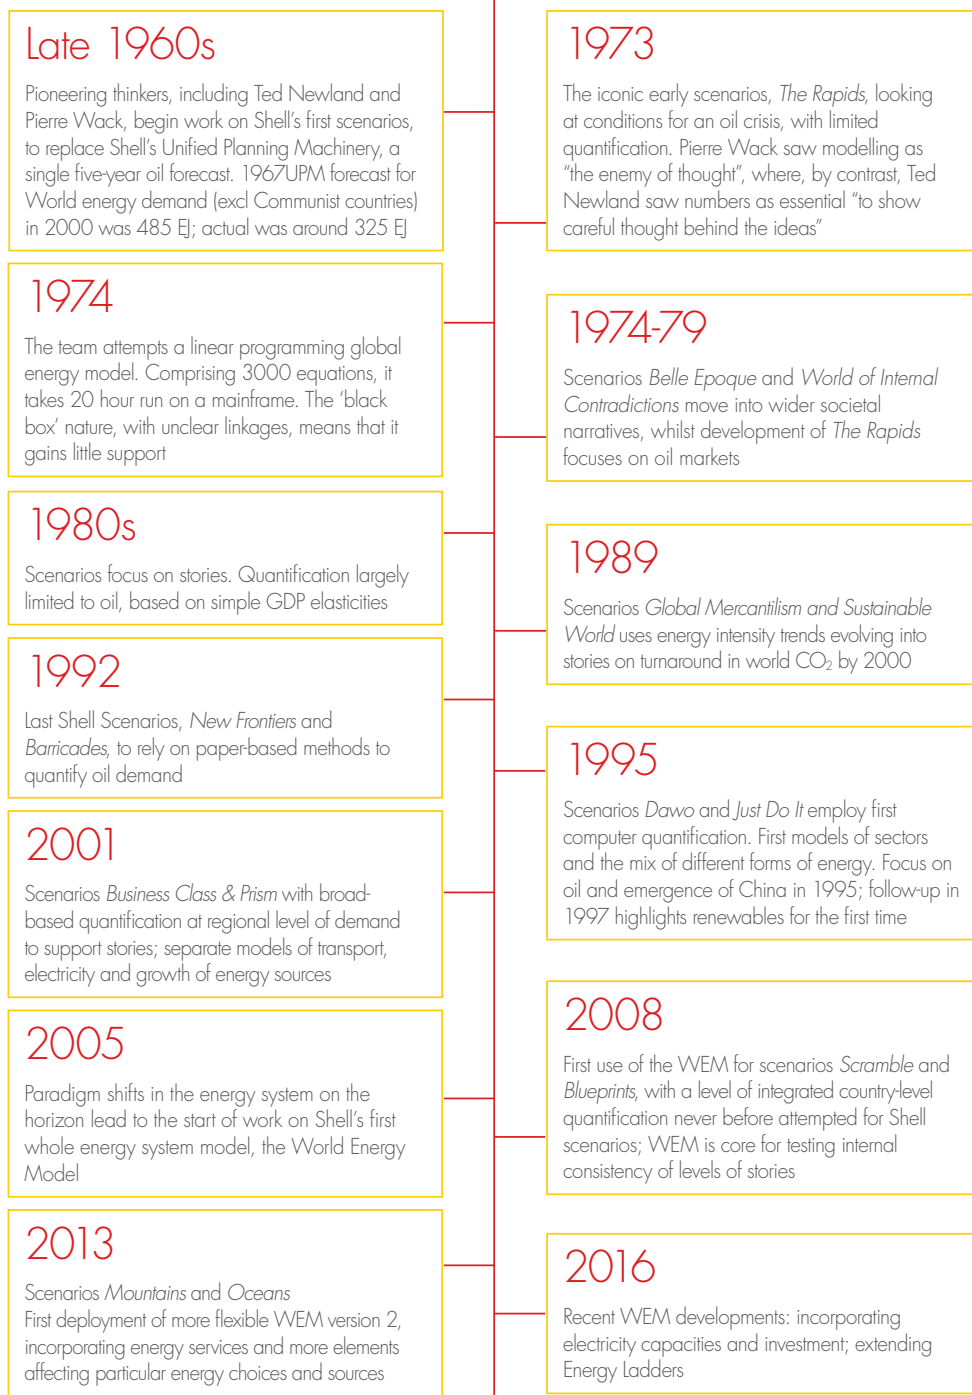 Late 1960s
Pioneering thinkers, including Ted Newland and
Pierre Wack, begin work on Shell's first scenarios,
to replace Shell's Unified Planning Machinery, a
single five-year oil forecast. 1967UPM forecast for
World energy demand (excl Communist countries)
in 2000 was 485 EJ; actual was around 325 EJ
1973
The iconic early scenarios, The Rapids, looking
at conditions for an oil crisis, with limited
quantification. Pierre Wack saw modelling as
“the enemy of thought”, where, by contrast, Ted
Newland saw numbers as essential “to show
careful thought behind the ideas”
1974
The team attempts a linear programming global
energy model. Comprising 3000 equations, it
takes 20 hour run on a mainframe. The ‘black
box’ nature, with unclear linkages, means that it
gains little support
1974-79
Scenarios Belle Epoque and World of Internal
Contradictions move into wider societal
narratives, whilst development of The Rapids
focuses on oil markets
1980s
Scenarios focus on stories. Quantification largely
limited to oil, based on simple GDP elasticities
1989
Scenarios Global Mercantilism and Sustainable
World uses energy intensity trends evolving into
stories on turnaround in world CO₂ by 2000
1992
Last Shell Scenarios, New Frontiers and
Barricades, to rely on paper-based methods to
quantify oil demand
1995
Scenarios Dawo and Just Do It employ first
computer quantification. First models of sectors
and the mix of different forms of energy. Focus on
oil and emergence of China in 1995; follow-up in
1997 highlights renewables for the first time
2001
Scenarios Business Class & Prism with broad-
based quantification at regional level of demand
to support stories; separate models of transport,
electricity and growth of energy sources
2005
Paradigm shifts in the energy system on the
horizon lead to the start of work on Shell's first
whole energy system model, the World Energy
Model
2008
First use of the WEM for scenarios Scramble and
Blueprints, with a level of integrated country-level
quantification never before attempted for Shell
scenarios; WEM is core for testing internal
consistency of levels of stories
2013
Scenarios Mountains and Oceans
First deployment of more flexible WEM version 2,
incorporating energy services and more elements
affecting particular energy choices and sources
2016
Recent WEM developments: incorporating
electricity capacities and investment; extending
Energy Ladders